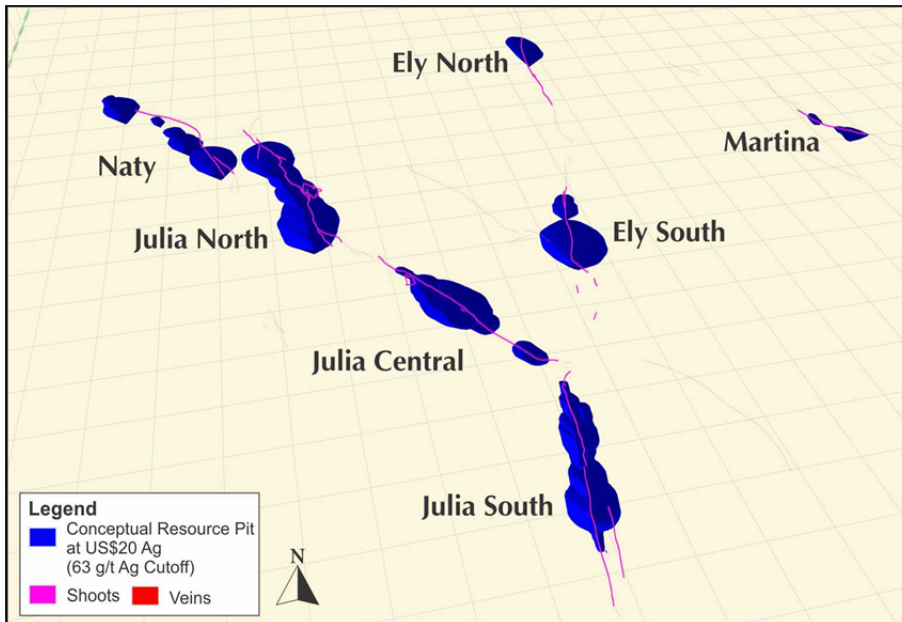 Ely North
Martina
Naty
Julia North
Ely South
Julia Central
Julia South
Legend
Conceptual Resource Pit
at US$20 Ag
(63 g/t Ag Cutoff)
Shoots Veins
N